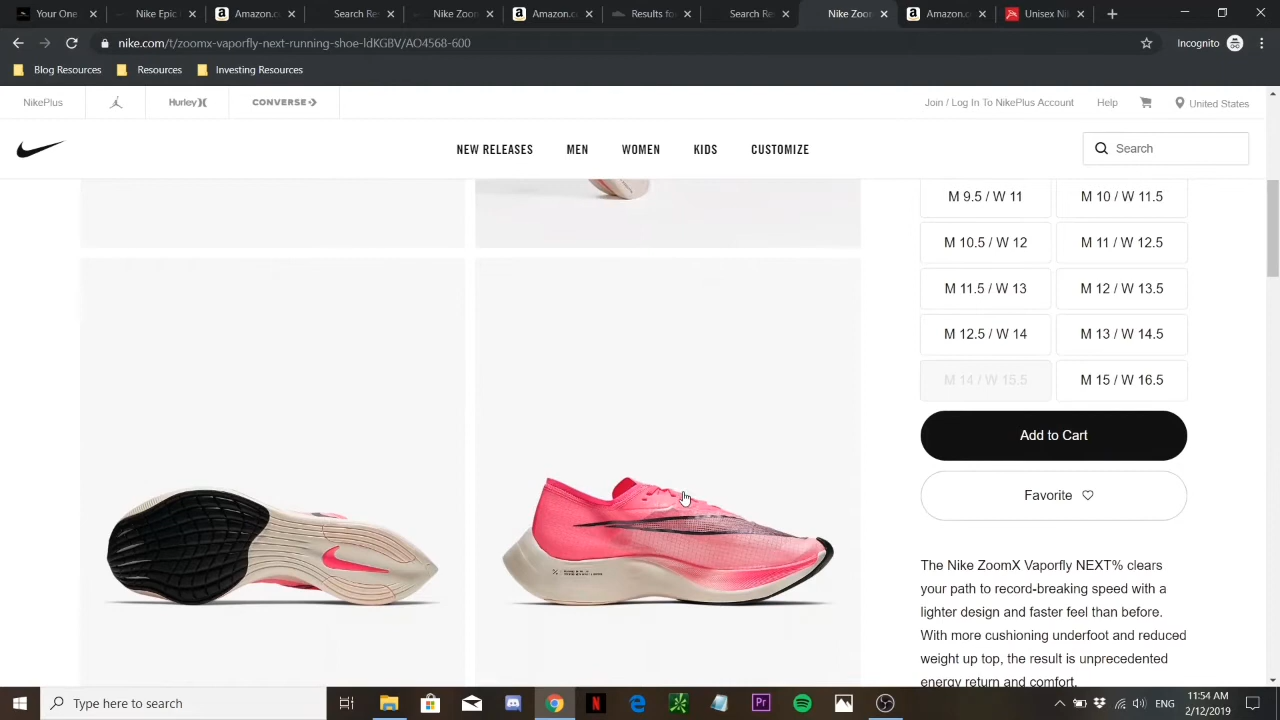 Your One
Nike Epic
Amazon.c
Search Re
Nike Zoom
Amazon.c
Results fo
Search Re
Nike Zoo
Amazon.c
Unisex Nik
nike.com/t/zoomx-vaporfly-next-running-shoe-ldKGBV/AO4568-600
Incognito
Blog Resources
Resources
Investing Resources
NikePlus
Hurley
CONVERSE
Join / Log In To NikePlus Account
Help
United States
NEW RELEASES
MEN
WOMEN
KIDS
CUSTOMIZE
Search
M 9.5 / W 11
M 10 / W 11.5
M 10.5 / W 12
M 11 / W 12.5
M 11.5 / W 13
M 12 / W 13.5
M 12.5 / W 14
M 13 / W 14.5
M 14 / W 15.5
M 15 / W 16.5
Add to Cart
Favorite
The Nike ZoomX Vaporfly NEXT% clears
your path to record-breaking speed with a
lighter design and faster feel than before.
With more cushioning underfoot and reduced
weight up top, the result is unprecedented
energy return and comfort.
Type here to search
ENG
11:54 AM
2/12/2019